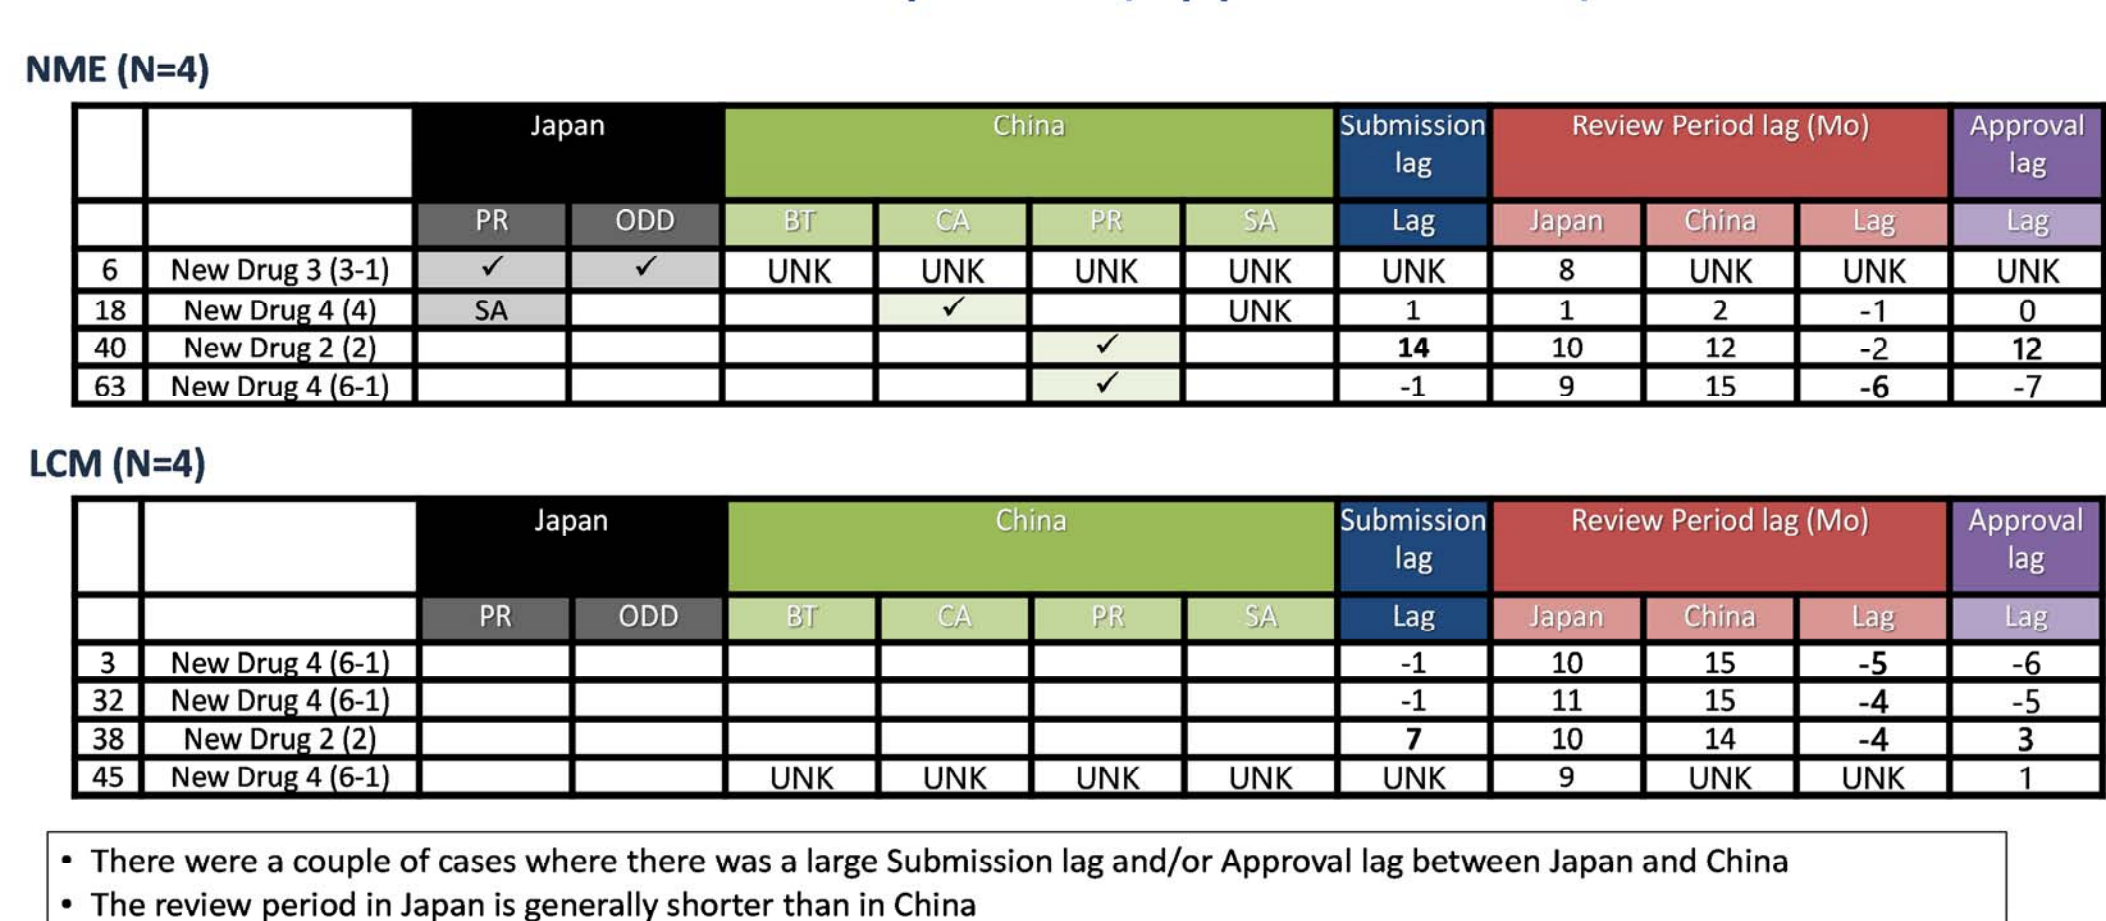 NME (N=4)
Japan China Submission lag Review Period lag (Mo) Approval lag
PR ODD BT CA PR SA Lag Japan China Lag Lag
6 New Drug 3 (3-1) ✓ ✓ UNK UNK UNK UNK UNK 8 UNK UNK UNK
18 New Drug 4 (4) SA ✓ UNK 1 1 2 -1 0
40 New Drug 2 (2) ✓ 14 10 12 -2 12
63 New Drug 4 (6-1) ✓ -1 9 15 -6 -7
LCM (N=4)
Japan China Submission lag Review Period lag (Mo) Approval lag
PR ODD BT CA PR SA Lag Japan China Lag Lag
3 New Drug 4 (6-1) -1 10 15 -5 -6
32 New Drug 4 (6-1) -1 11 15 -4 -5
38 New Drug 2 (2) 7 10 14 -4 3
45 New Drug 4 (6-1) UNK UNK UNK UNK UNK 9 UNK UNK 1
• There were a couple of cases where there was a large Submission lag and/or Approval lag between Japan and China
• The review period in Japan is generally shorter than in China